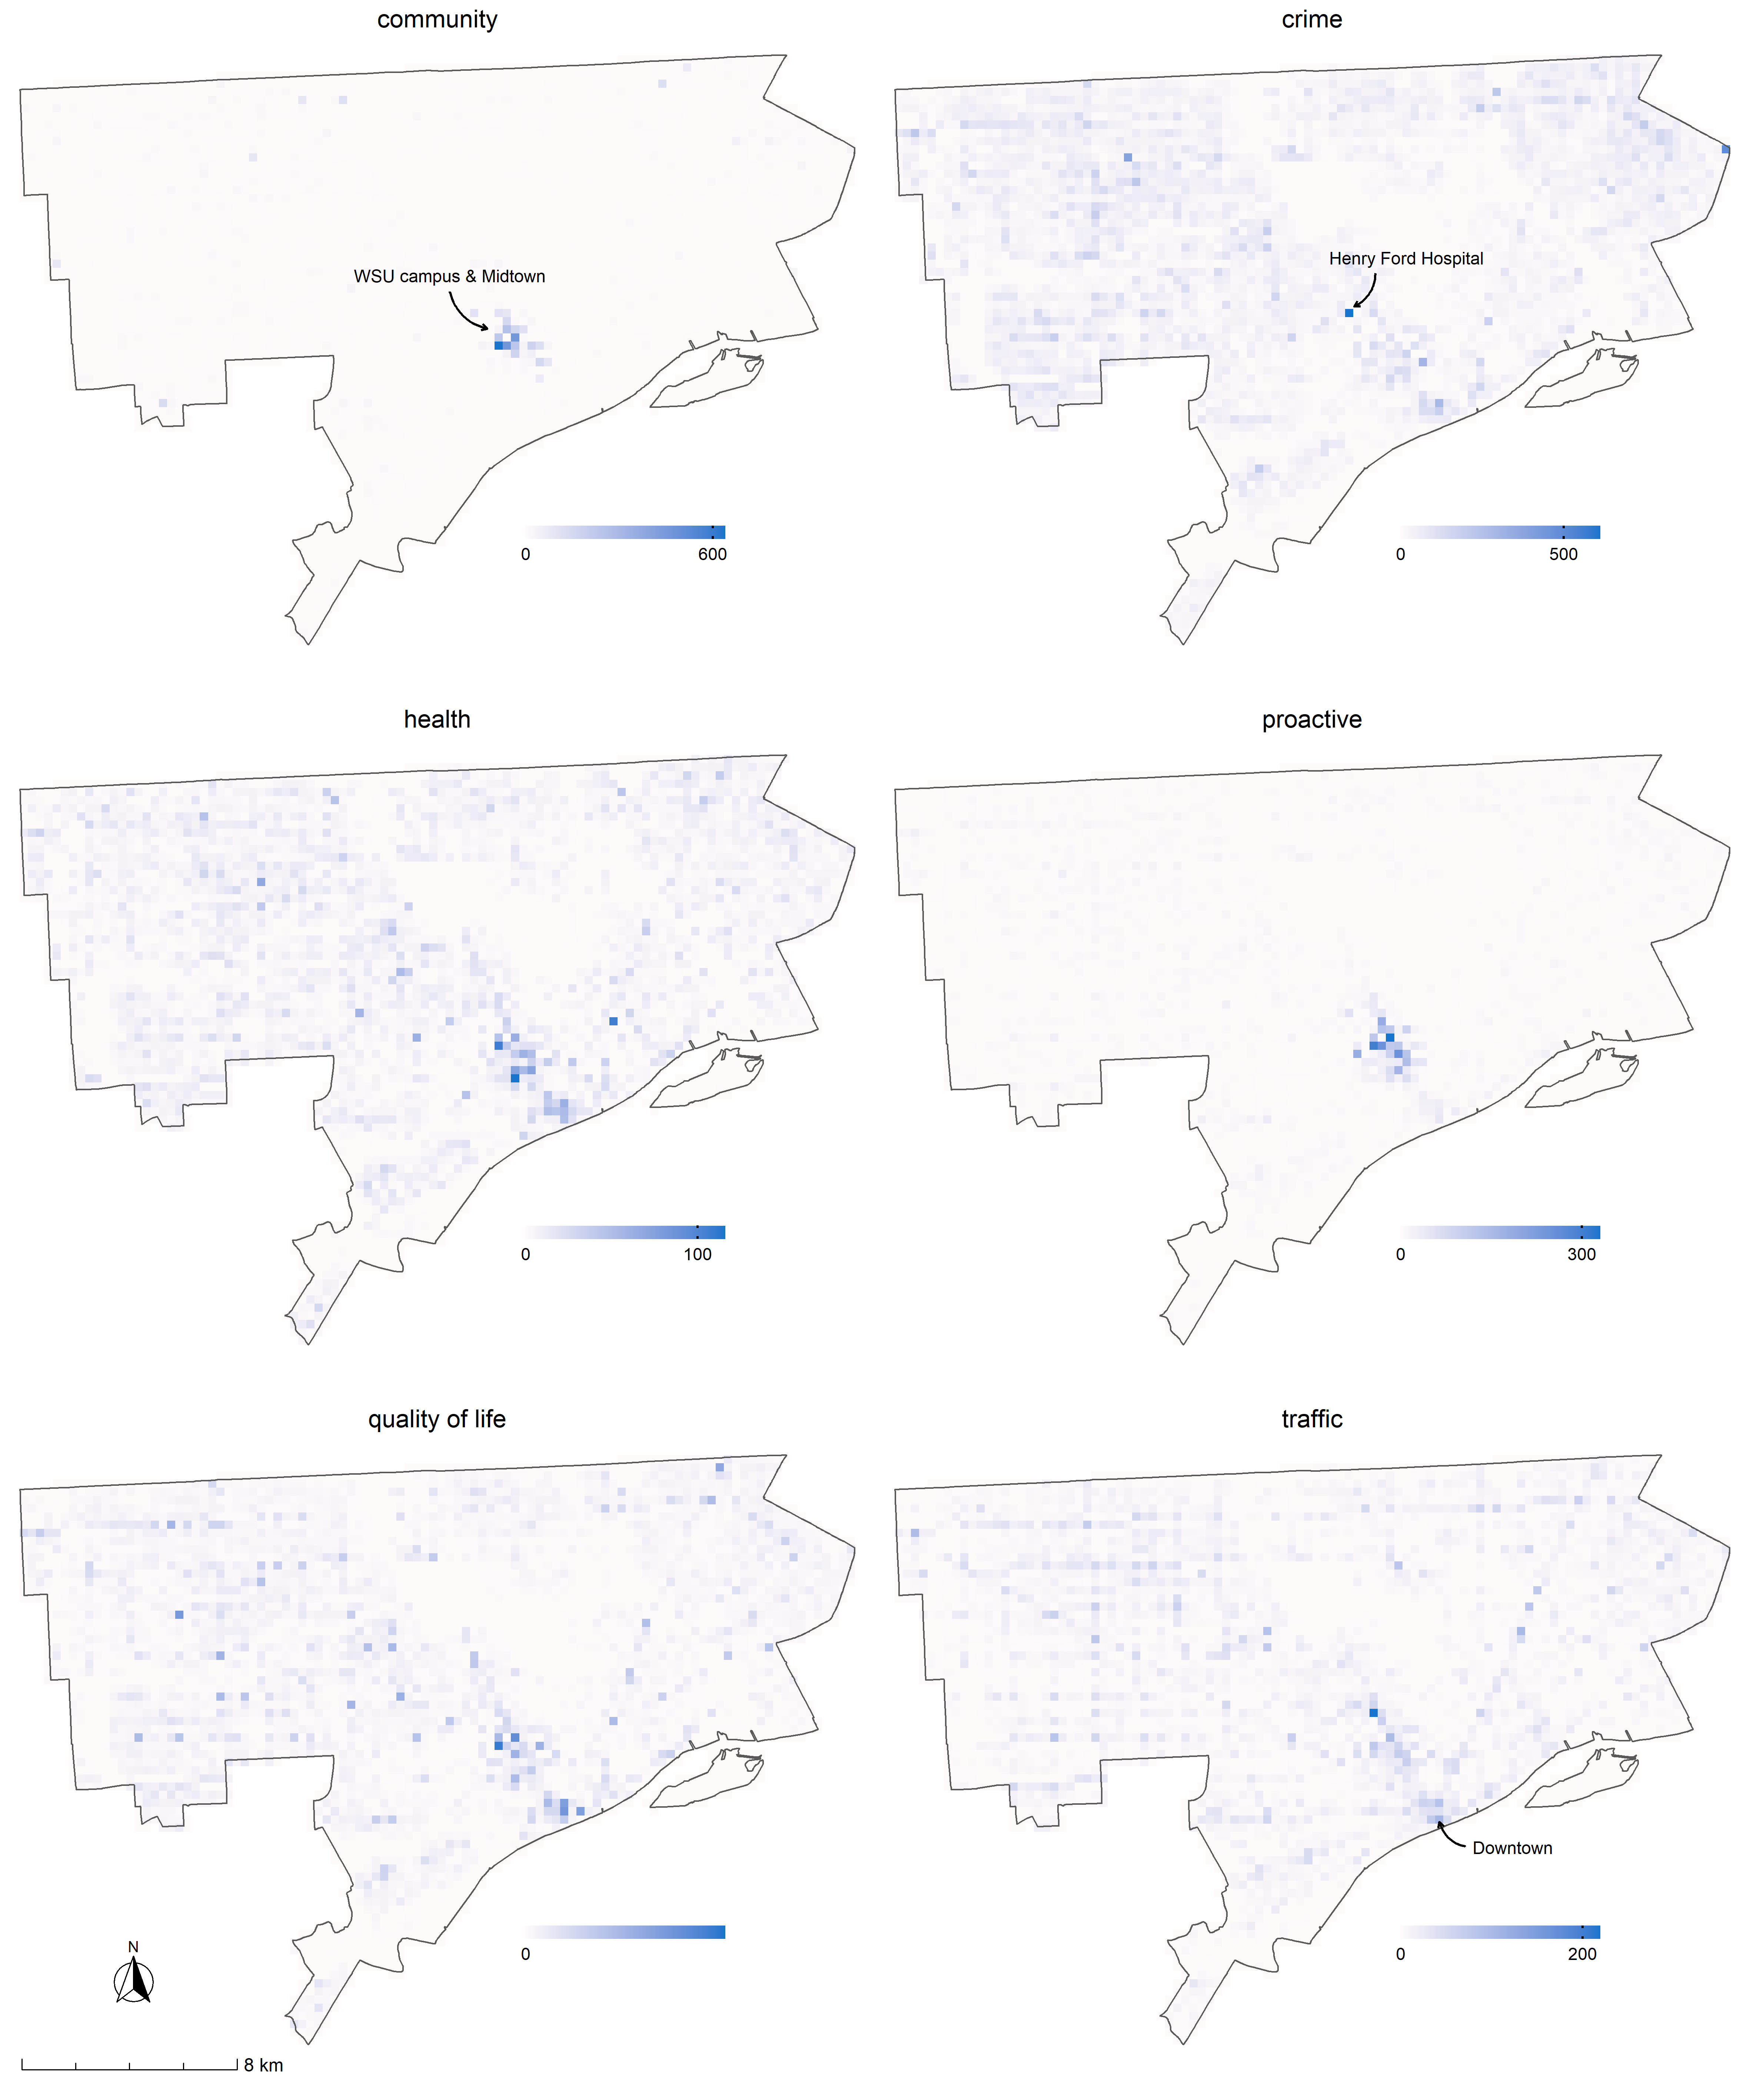 community
crime
WSU campus & Midtown
Henry Ford Hospital
0 600
0 500
health
proactive
0 100
0 300
quality of life
traffic
Downtown
0
0 200
N
8 km